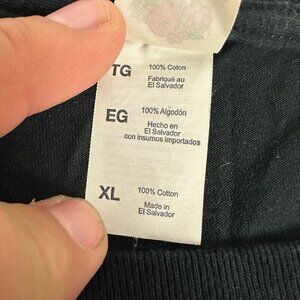 TG 100% Coton
Fabriqué au
El Salvador
EG 100% Algodón
Hecho en
El Salvador
con insumos importados
XL 100% Cotton
Made in
El Salvador